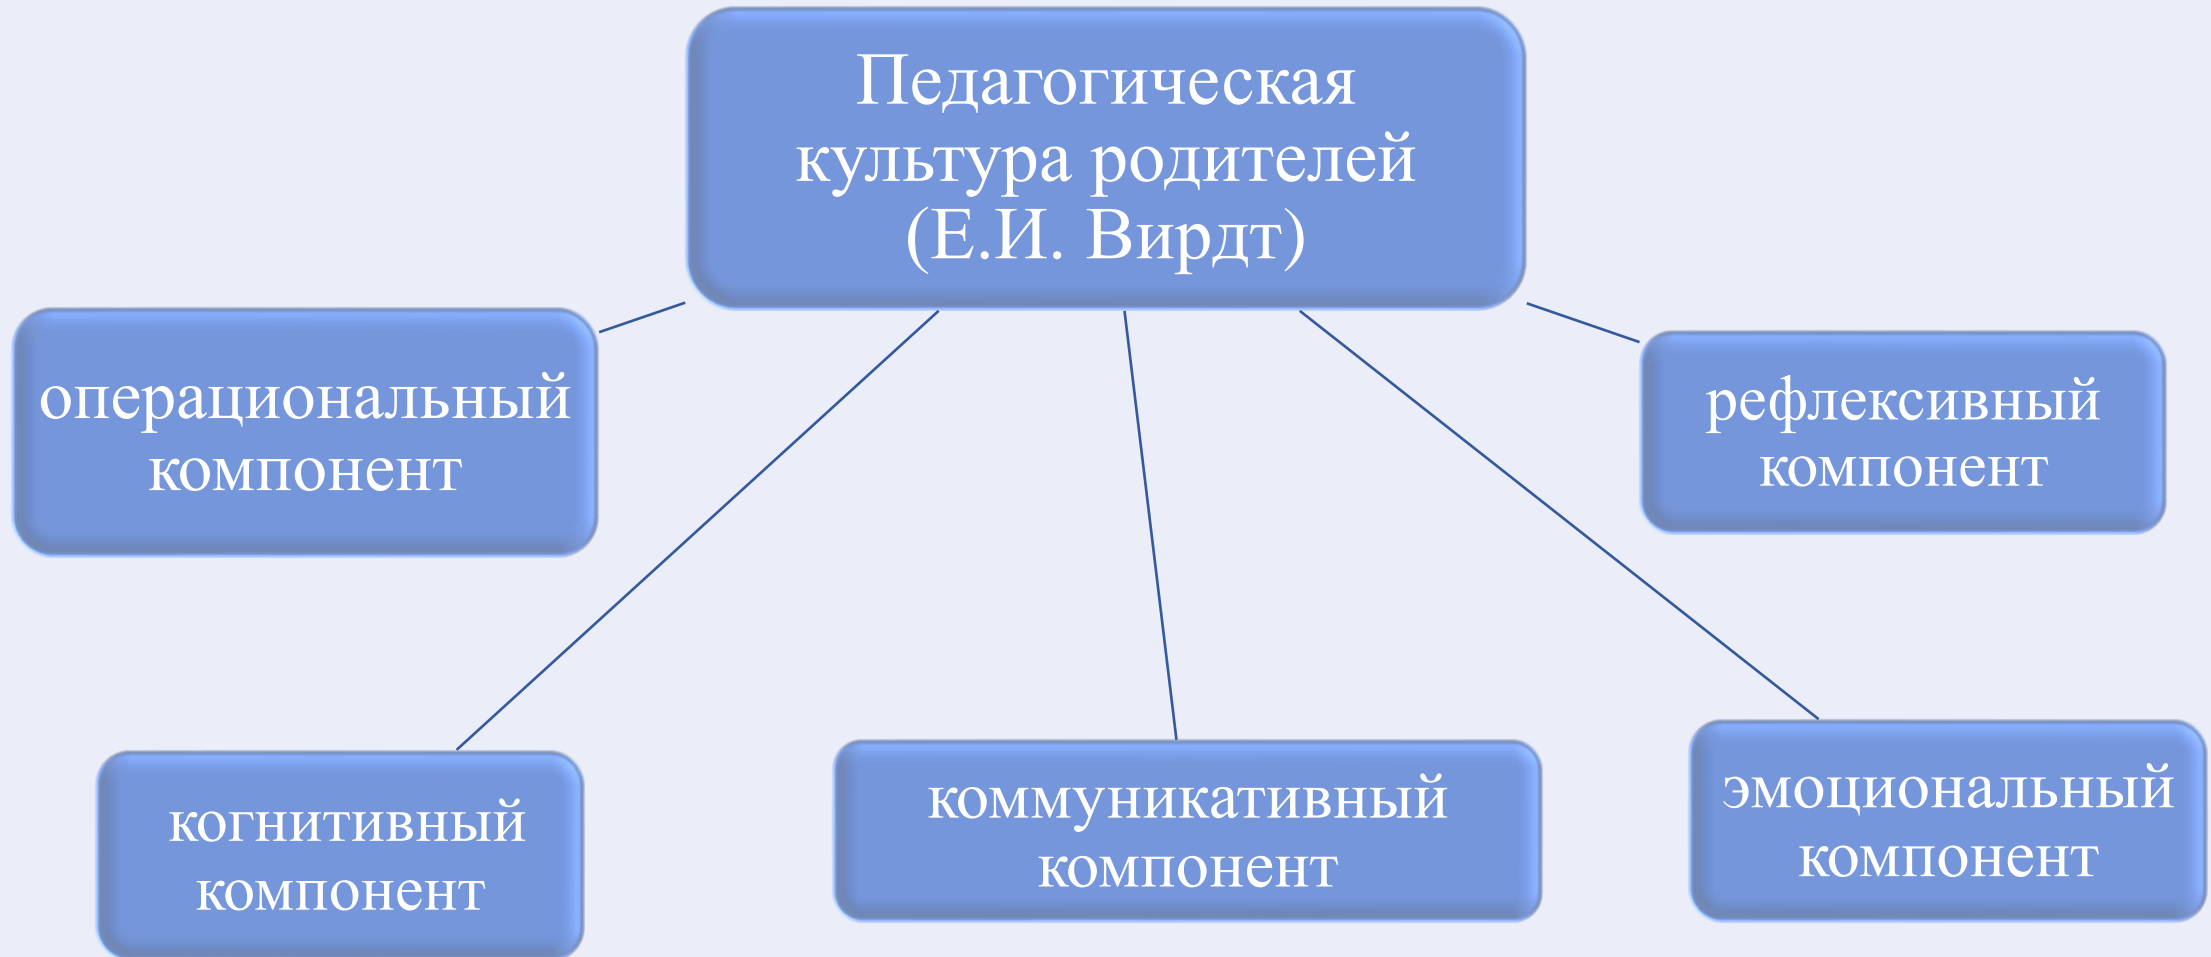 Педагогическая
культура родителей
(Е.И. Вирдт)
операциональный
компонент
рефлексивный
компонент
когнитивный
компонент
коммуникативный
компонент
эмоциональный
компонент